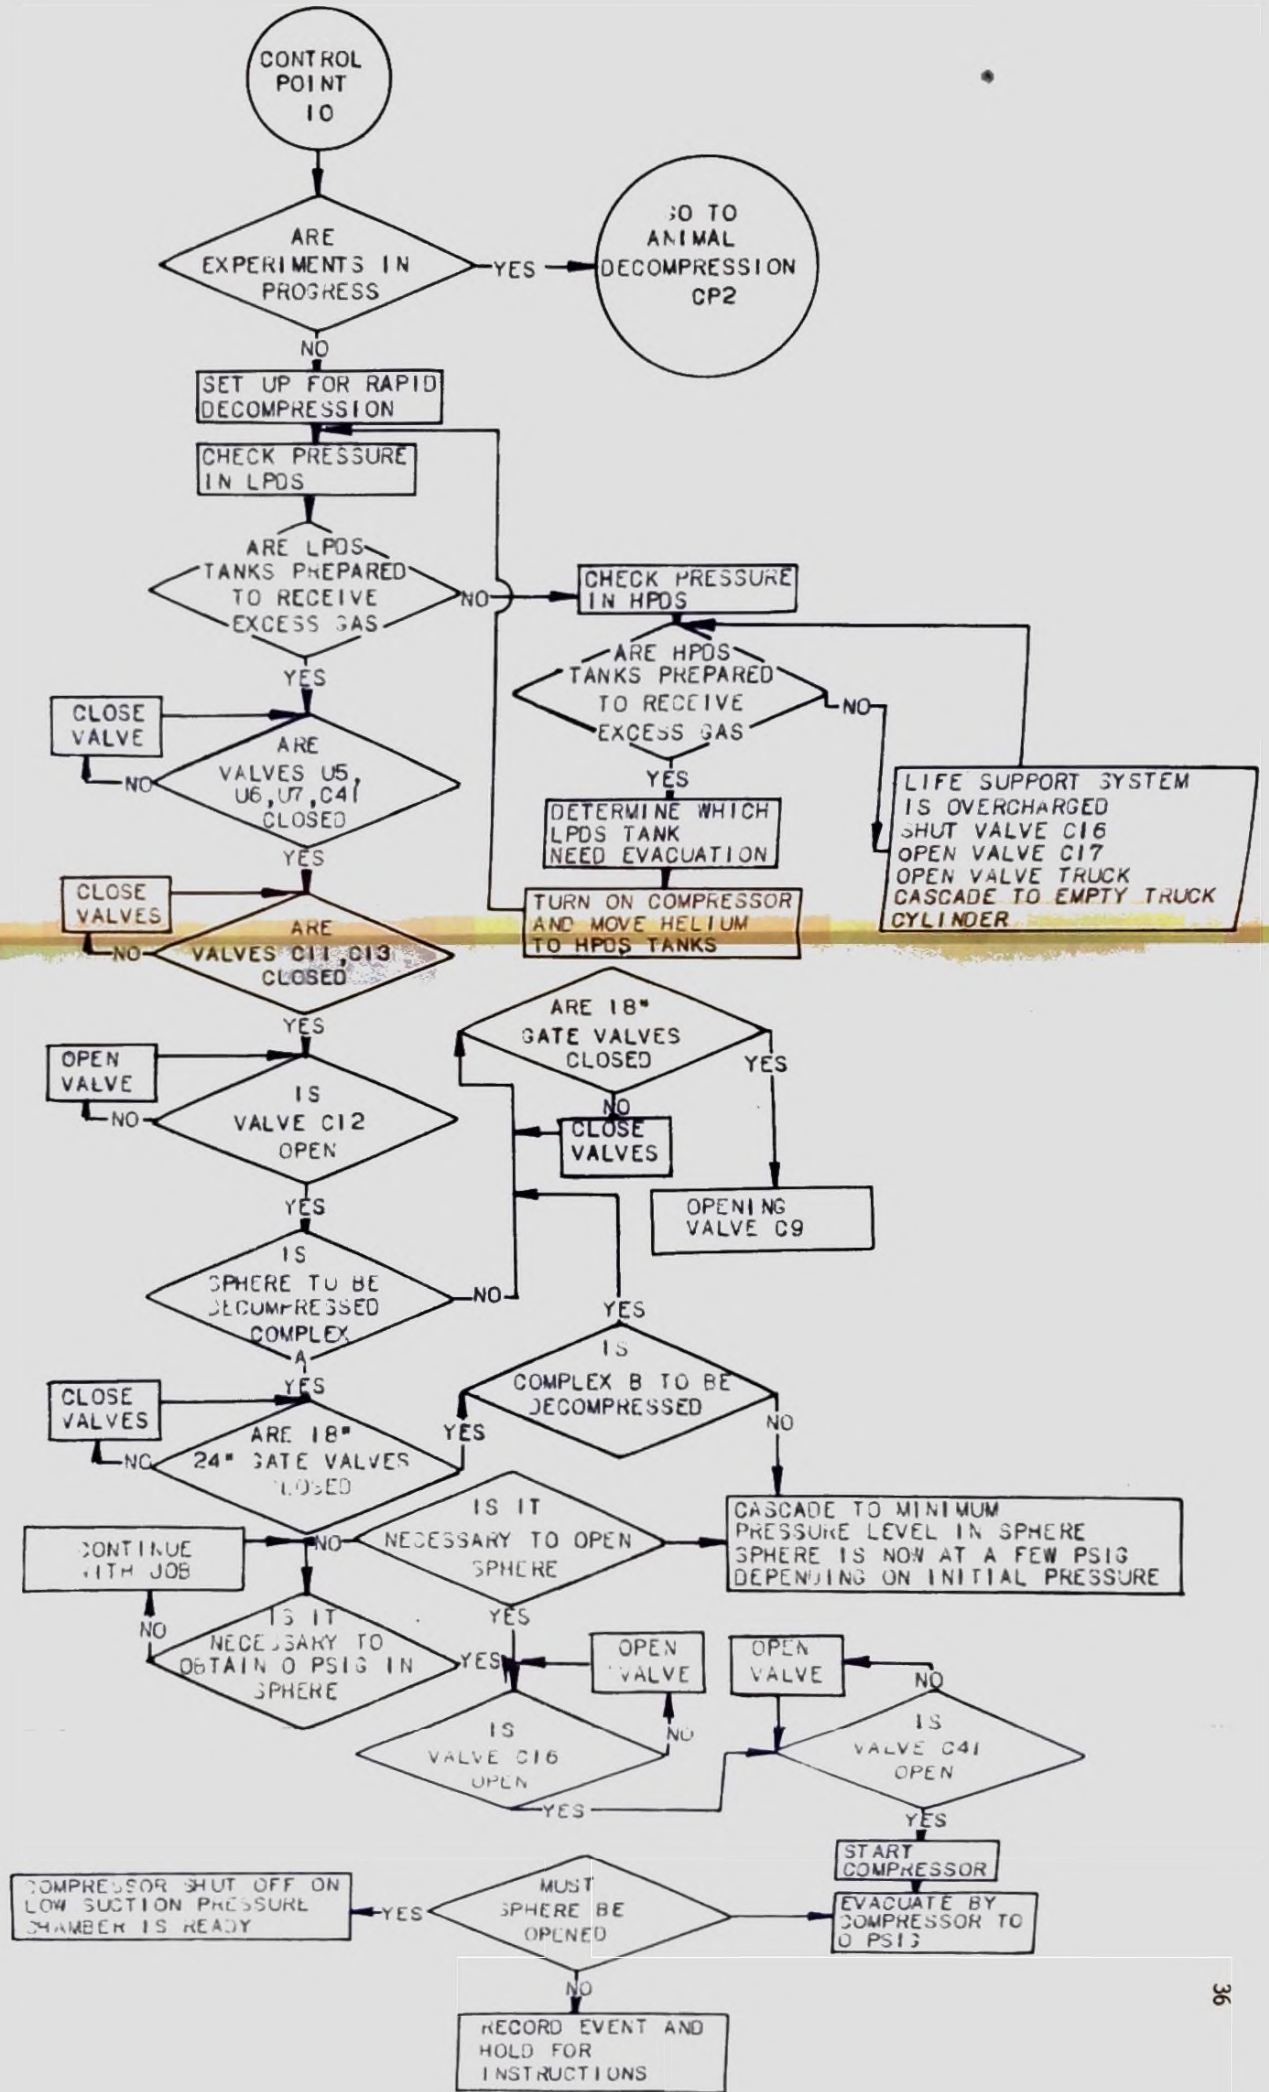 CONTROL
POINT
10
ARE
EXPERIMENTS IN
PROGRESS
YES
GO TO
ANIMAL
DECOMPRESSION
CP2
NO
SET UP FOR RAPID
DECOMPRESSION
CHECK PRESSURE
IN LPDS
ARE LPDS
TANKS PREPARED
TO RECEIVE
EXCESS GAS
NO
CHECK PRESSURE
IN HPDS
YES
ARE HPDS
TANKS PREPARED
TO RECEIVE
EXCESS GAS
NO
YES
CLOSE
VALVE
ARE
VALVES U5,
U6,U7,C41
CLOSED
NO
YES
DETERMINE WHICH
LPDS TANK
NEED EVACUATION
LIFE SUPPORT SYSTEM
IS OVERCHARGED
SHUT VALVE C16
OPEN VALVE C17
OPEN VALVE TRUCK
CASCADE TO EMPTY TRUCK
CYLINDER
TURN ON COMPRESSOR
AND MOVE HELIUM
TO HPDS TANKS
CLOSE
VALVES
ARE
VALVES C11,C13
CLOSED
NO
YES
ARE 18"
GATE VALVES
CLOSED
YES
NO
CLOSE
VALVES
OPENING
VALVE C9
OPEN
VALVE
IS
VALVE C12
OPEN
NO
YES
IS
SPHERE TO BE
DECOMPRESSED
COMPLEX
A
NO
YES
YES
IS
COMPLEX B TO BE
DECOMPRESSED
NO
CLOSE
VALVES
ARE 18"
24" GATE VALVES
CLOSED
NO
YES
IS IT
NECESSARY TO OPEN
SPHERE
NO
YES
CASCADE TO MINIMUM
PRESSURE LEVEL IN SPHERE
SPHERE IS NOW AT A FEW PSIG
DEPENDING ON INITIAL PRESSURE
CONTINUE
WITH JOB
NO
IS IT
NECESSARY TO
OBTAIN 0 PSIG IN
SPHERE
YES
OPEN
VALVE
NO
IS
VALVE C16
OPEN
YES
OPEN
VALVE
NO
IS
VALVE C41
OPEN
YES
START
COMPRESSOR
EVACUATE BY
COMPRESSOR TO
0 PSIG
MUST
SPHERE BE
OPENED
YES
COMPRESSOR SHUT OFF ON
LOW SUCTION PRESSURE
CHAMBER IS READY
NO
RECORD EVENT AND
HOLD FOR
INSTRUCTIONS
36